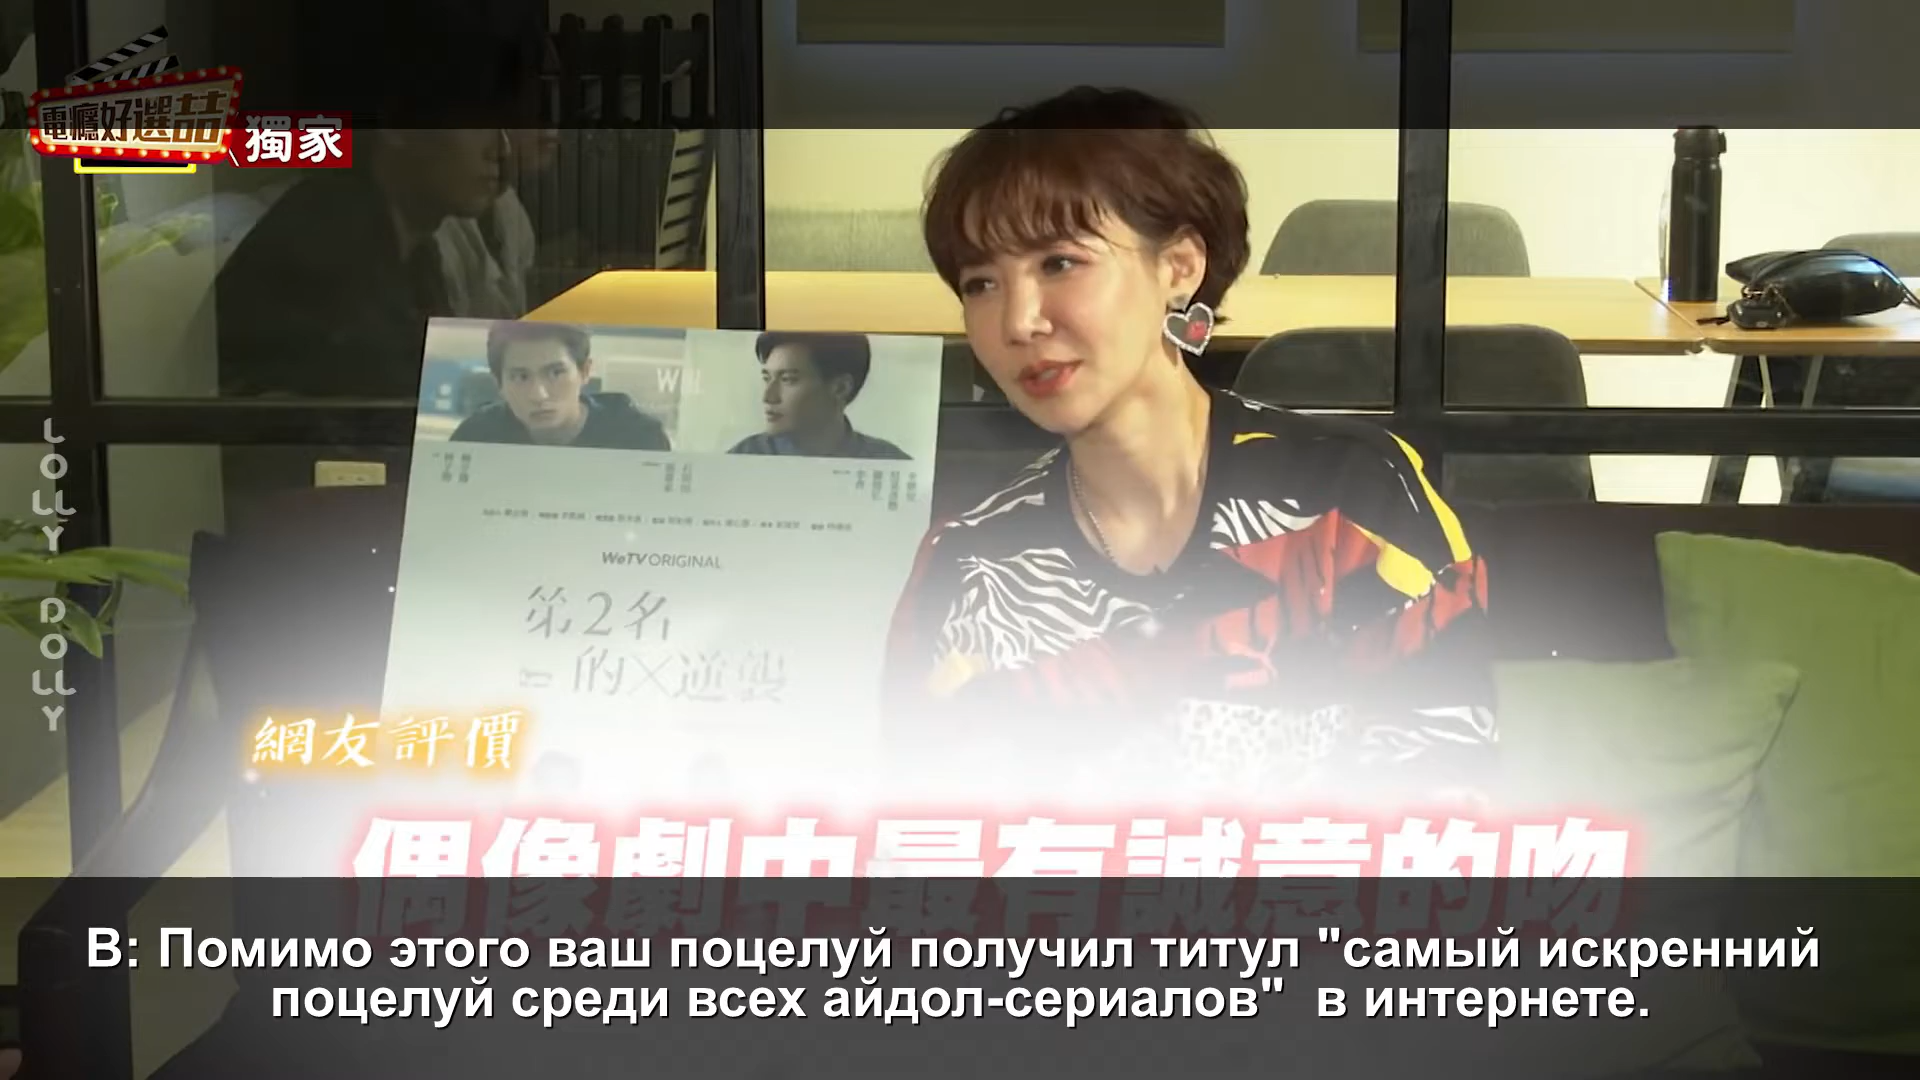 電癮好選喆
獨家
WeTV ORIGINAL
第2名
的×逆襲
LOLLY DOLLY
網友評價
偶像劇中最有誠意的吻
В: Помимо этого ваш поцелуй получил титул "самый искренний
поцелуй среди всех айдол-сериалов" в интернете.